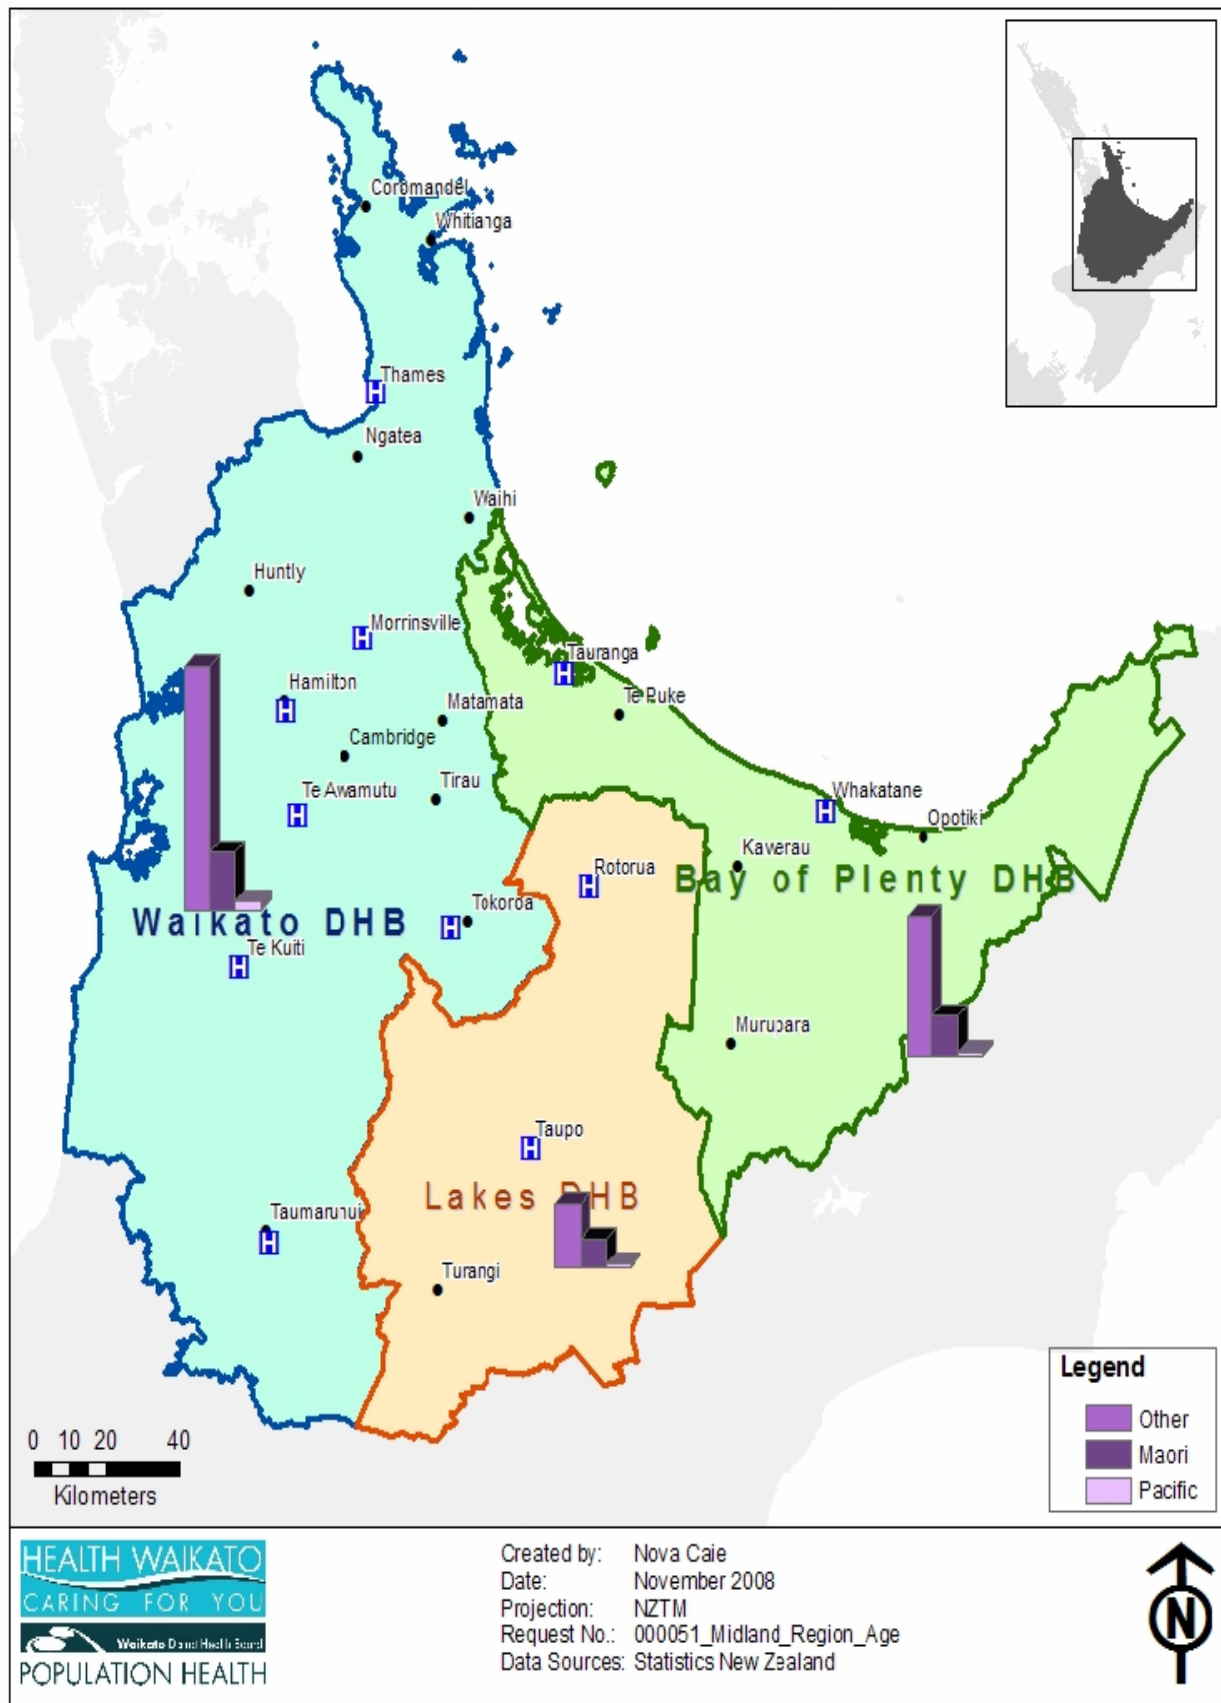 Coromandel
Whitianga
Thames
Ngatea
Waihi
Huntly
Morrinsville
Tauranga
Hamilton
Matamata
Te Puke
Cambridge
Te Awamutu
Tirau
Whakatane
Opotiki
Kawerau
Rotorua
Bay of Plenty DHB
Tokoroa
Waikato DHB
Te Kuiti
Murupara
Taupo
Lakes DHB
Taumarunui
Turangi
H
H
H
H
H
H
H
H
H
H
H
Legend
Other
Maori
Pacific
0 10 20 40
Kilometers
HEALTH WAIKATO
CARING FOR YOU
Waikato District Health Board
POPULATION HEALTH
Created by: Nova Caie
Date: November 2008
Projection: NZTM
Request No.: 000051_Midland_Region_Age
Data Sources: Statistics New Zealand
N